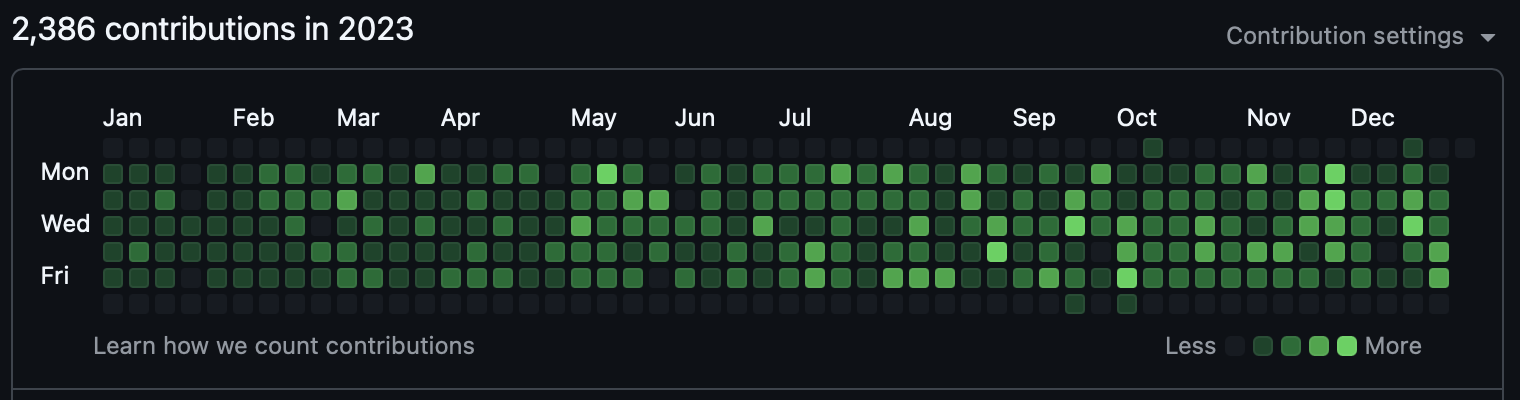 2,386 contributions in 2023
Contribution settings
Jan Feb Mar Apr May Jun Jul Aug Sep Oct Nov Dec
Mon
Wed
Fri
Learn how we count contributions
Less More